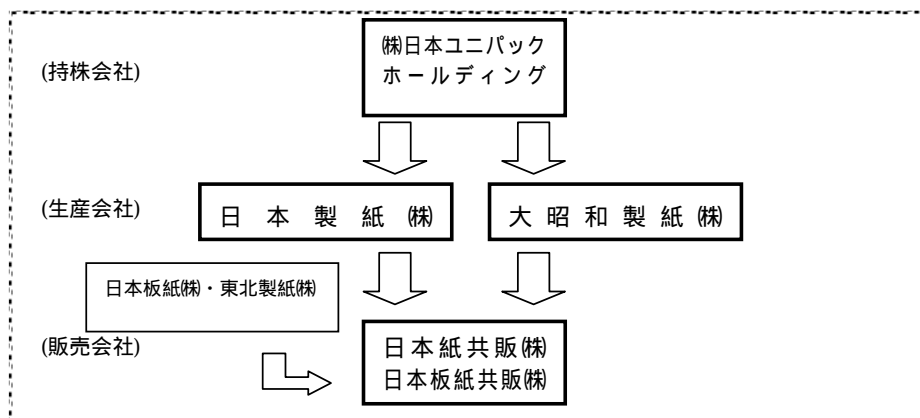 ㈱日本ユニパック
ホールディング
(持株会社)
(生産会社)
日本製紙㈱
大昭和製紙㈱
日本板紙㈱・東北製紙㈱
(販売会社)
日本紙共販㈱
日本板紙共販㈱